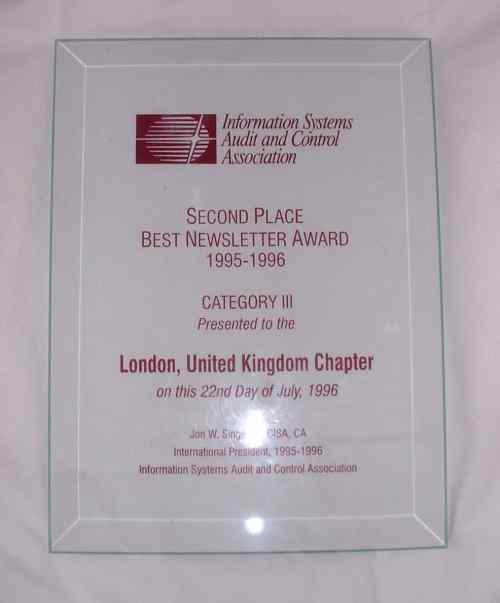 Information Systems
Audit and Control
Association
SECOND PLACE
BEST NEWSLETTER AWARD
1995-1996
CATEGORY III
Presented to the
London, United Kingdom Chapter
on this 22nd Day of July, 1996
Jon W. CISA, CA
International President, 1995-1996
Information Systems Audit and Control Association